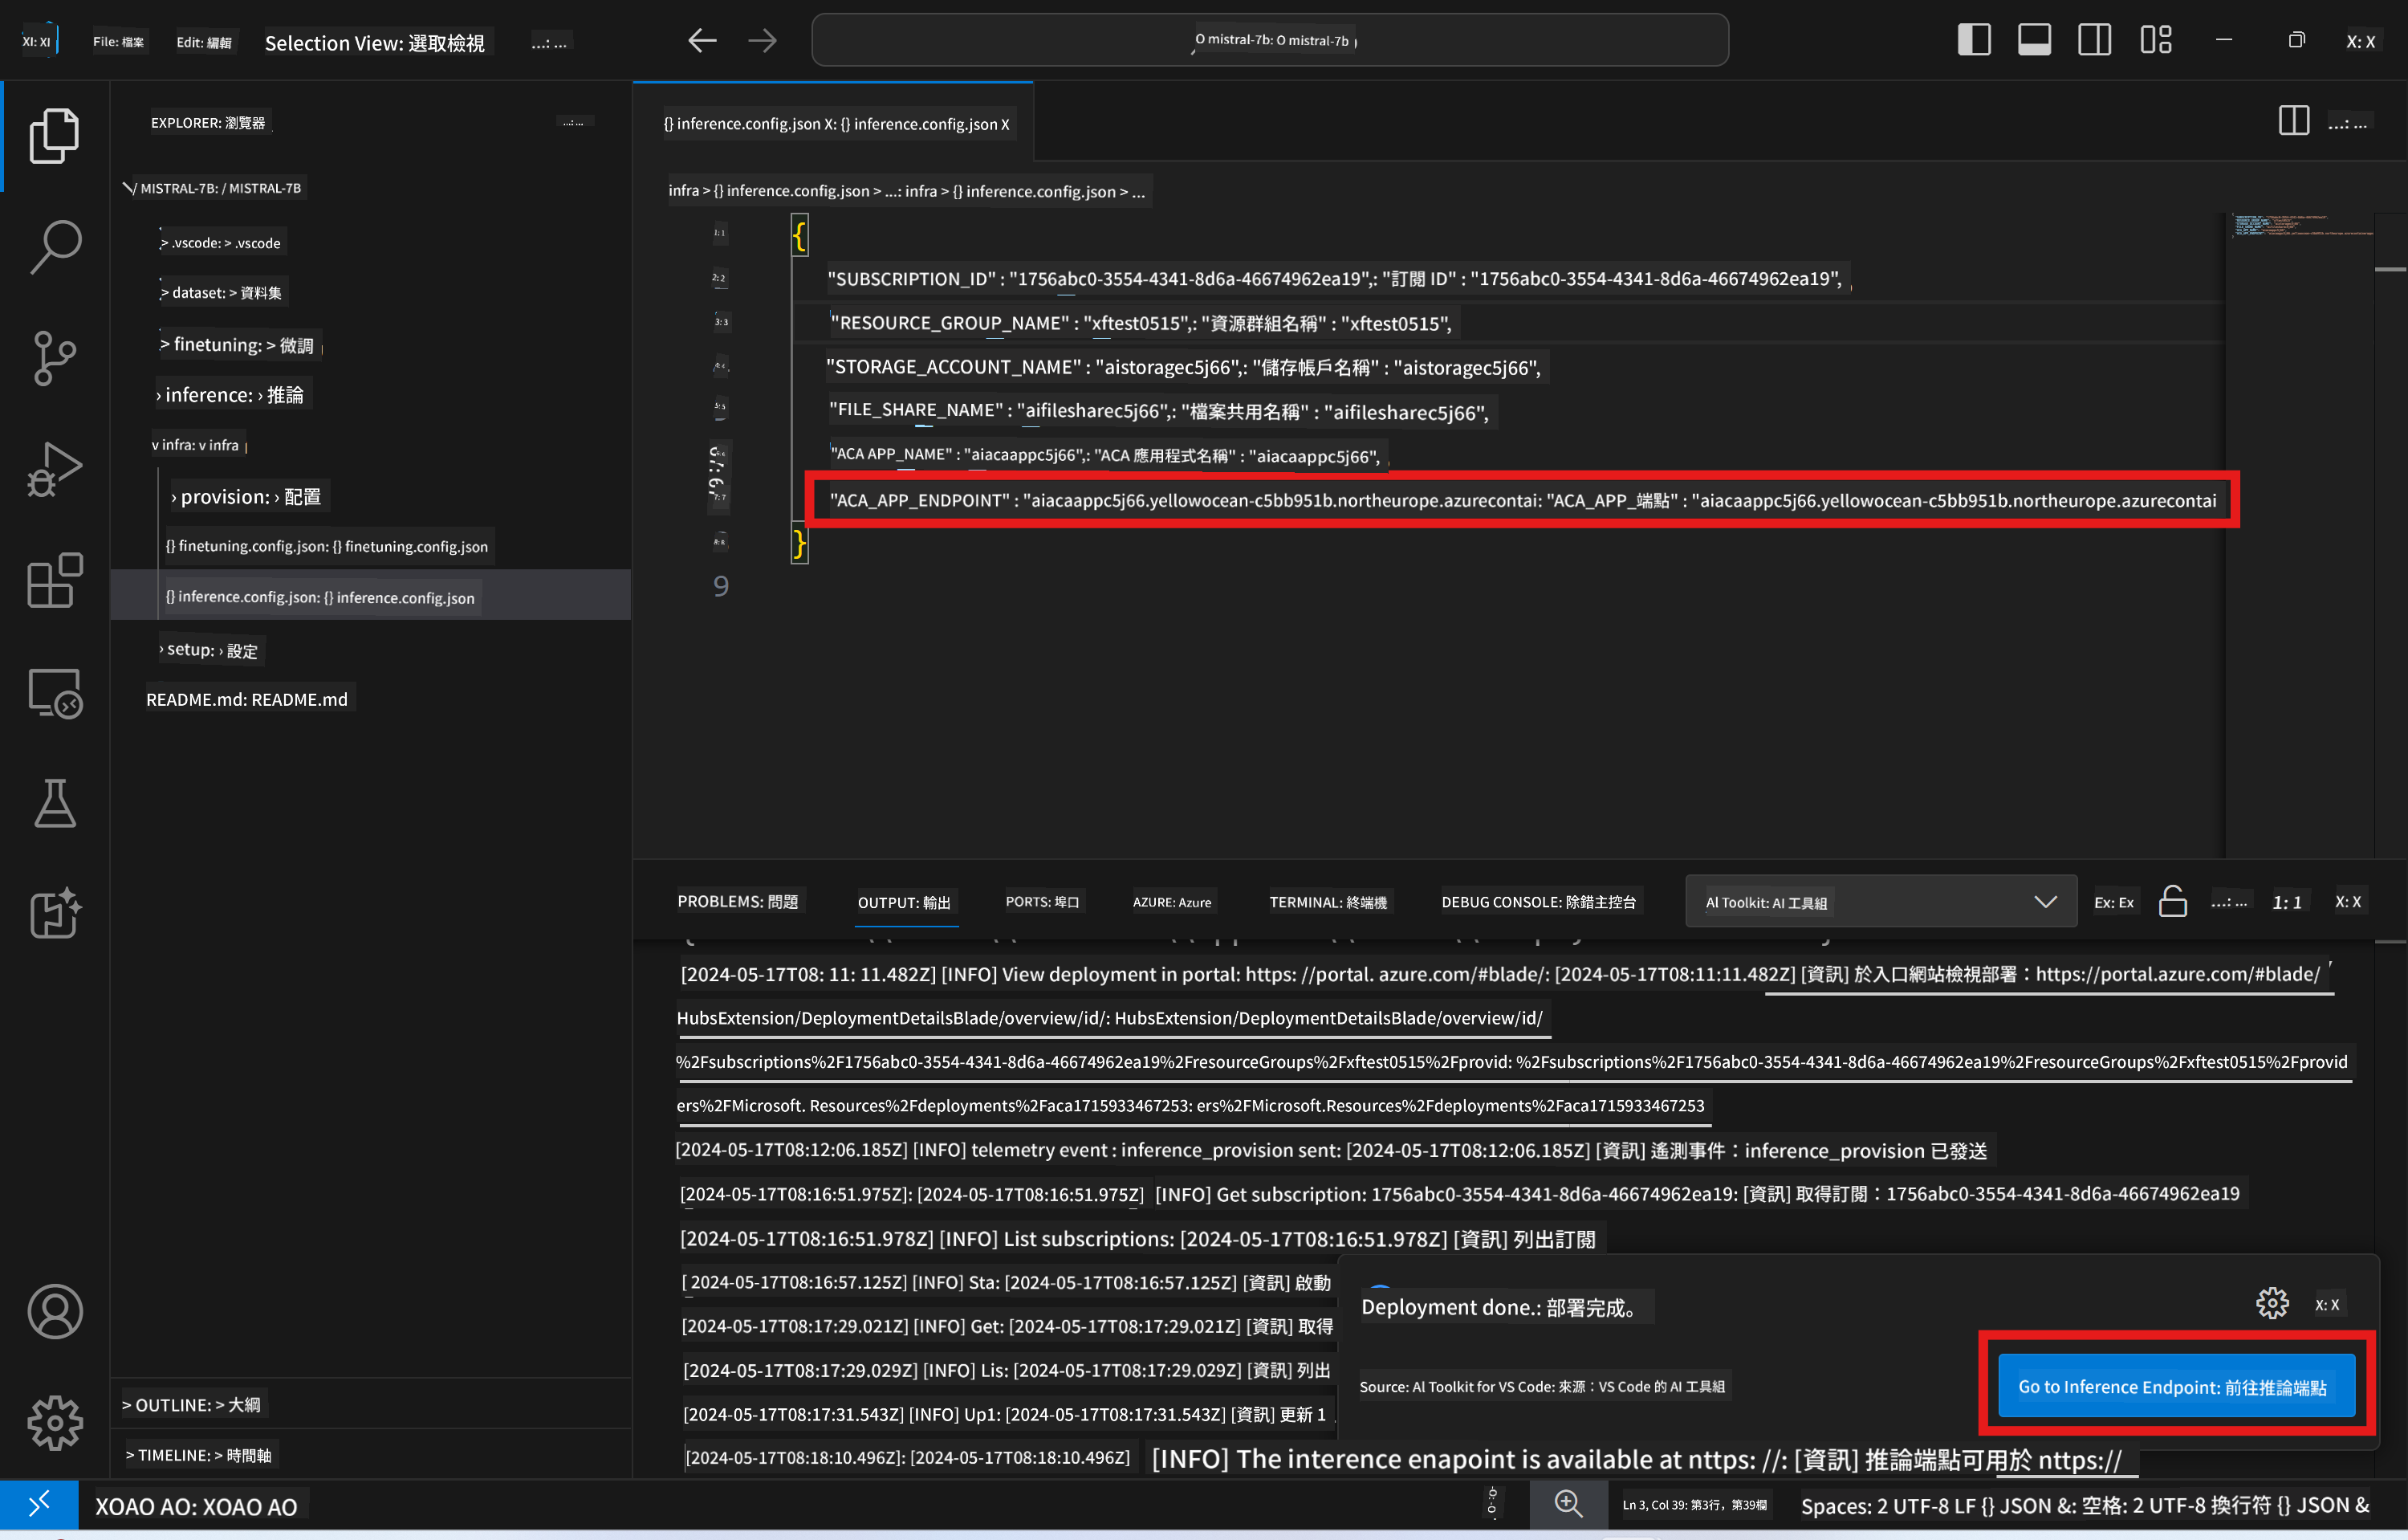 XI: XI
File: 檔案
Edit: 編輯
Selection View: 選取檢視
...: ...
O mistral-7b: O mistral-7b
X: X
EXPLORER: 瀏覽器
...: ...
/ MISTRAL-7B: / MISTRAL-7B
> .vscode: > .vscode
> dataset: > 資料集
> finetuning: > 微調
› inference: › 推論
v infra: v infra
› provision: › 配置
{} finetuning.config.json: {} finetuning.config.json
{} inference.config.json: {} inference.config.json
› setup: › 設定
README.md: README.md
> OUTLINE: > 大綱
> TIMELINE: > 時間軸
{} inference.config.json X: {} inference.config.json X
...: ...
infra > {} inference.config.json > ...: infra > {} inference.config.json > ...
1: 1
{
2: 2
"SUBSCRIPTION_ID" : "1756abc0-3554-4341-8d6a-46674962ea19",: "訂閱 ID" : "1756abc0-3554-4341-8d6a-46674962ea19",
3: 3
"RESOURCE_GROUP_NAME" : "xftest0515",: "資源群組名稱" : "xftest0515",
"STORAGE_ACCOUNT_NAME" : "aistoragec5j66",: "儲存帳戶名稱" : "aistoragec5j66",
5: 5
"FILE_SHARE_NAME" : "aifilesharec5j66",: "檔案共用名稱" : "aifilesharec5j66",
"ACA APP_NAME" : "aiacaappc5j66",: "ACA 應用程式名稱" : "aiacaappc5j66",
7: 7
"ACA_APP_ENDPOINT" : "aiacaappc5j66.yellowocean-c5bb951b.northeurope.azurecontai: "ACA_APP_端點" : "aiacaappc5j66.yellowocean-c5bb951b.northeurope.azurecontai
}
9
PROBLEMS: 問題
OUTPUT: 輸出
PORTS: 埠口
AZURE: Azure
TERMINAL: 終端機
DEBUG CONSOLE: 除錯主控台
Al Toolkit: AI 工具組
Ex: Ex
...: ...
1: 1
X: X
[2024-05-17T08: 11: 11.482Z] [INFO] View deployment in portal: https: //portal. azure.com/#blade/: [2024-05-17T08:11:11.482Z] [資訊] 於入口網站檢視部署：https://portal.azure.com/#blade/
HubsExtension/DeploymentDetailsBlade/overview/id/: HubsExtension/DeploymentDetailsBlade/overview/id/
%2Fsubscriptions%2F1756abc0-3554-4341-8d6a-46674962ea19%2FresourceGroups%2Fxftest0515%2Fprovid: %2Fsubscriptions%2F1756abc0-3554-4341-8d6a-46674962ea19%2FresourceGroups%2Fxftest0515%2Fprovid
ers%2FMicrosoft. Resources%2Fdeployments%2Faca1715933467253: ers%2FMicrosoft.Resources%2Fdeployments%2Faca1715933467253
[2024-05-17T08:12:06.185Z] [INFO] telemetry event : inference_provision sent: [2024-05-17T08:12:06.185Z] [資訊] 遙測事件：inference_provision 已發送
[2024-05-17T08:16:51.975Z]: [2024-05-17T08:16:51.975Z] [INFO] Get subscription: 1756abc0-3554-4341-8d6a-46674962ea19: [資訊] 取得訂閱：1756abc0-3554-4341-8d6a-46674962ea19
[2024-05-17T08:16:51.978Z] [INFO] List subscriptions: [2024-05-17T08:16:51.978Z] [資訊] 列出訂閱
[ 2024-05-17T08:16:57.125Z] [INFO] Sta: [2024-05-17T08:16:57.125Z] [資訊] 啟動
[2024-05-17T08:17:29.021Z] [INFO] Get: [2024-05-17T08:17:29.021Z] [資訊] 取得
[2024-05-17T08:17:29.029Z] [INFO] Lis: [2024-05-17T08:17:29.029Z] [資訊] 列出
[2024-05-17T08:17:31.543Z] [INFO] Up1: [2024-05-17T08:17:31.543Z] [資訊] 更新 1
[2024-05-17T08:18:10.496Z]: [2024-05-17T08:18:10.496Z] [INFO] The interence enapoint is available at nttps: //: [資訊] 推論端點可用於 nttps://
Deployment done.: 部署完成。
X: X
Source: Al Toolkit for VS Code: 來源：VS Code 的 AI 工具組
Go to Inference Endpoint: 前往推論端點
XOAO AO: XOAO AO
Ln 3, Col 39: 第3行，第39欄
Spaces: 2 UTF-8 LF {} JSON &: 空格: 2 UTF-8 換行符 {} JSON &